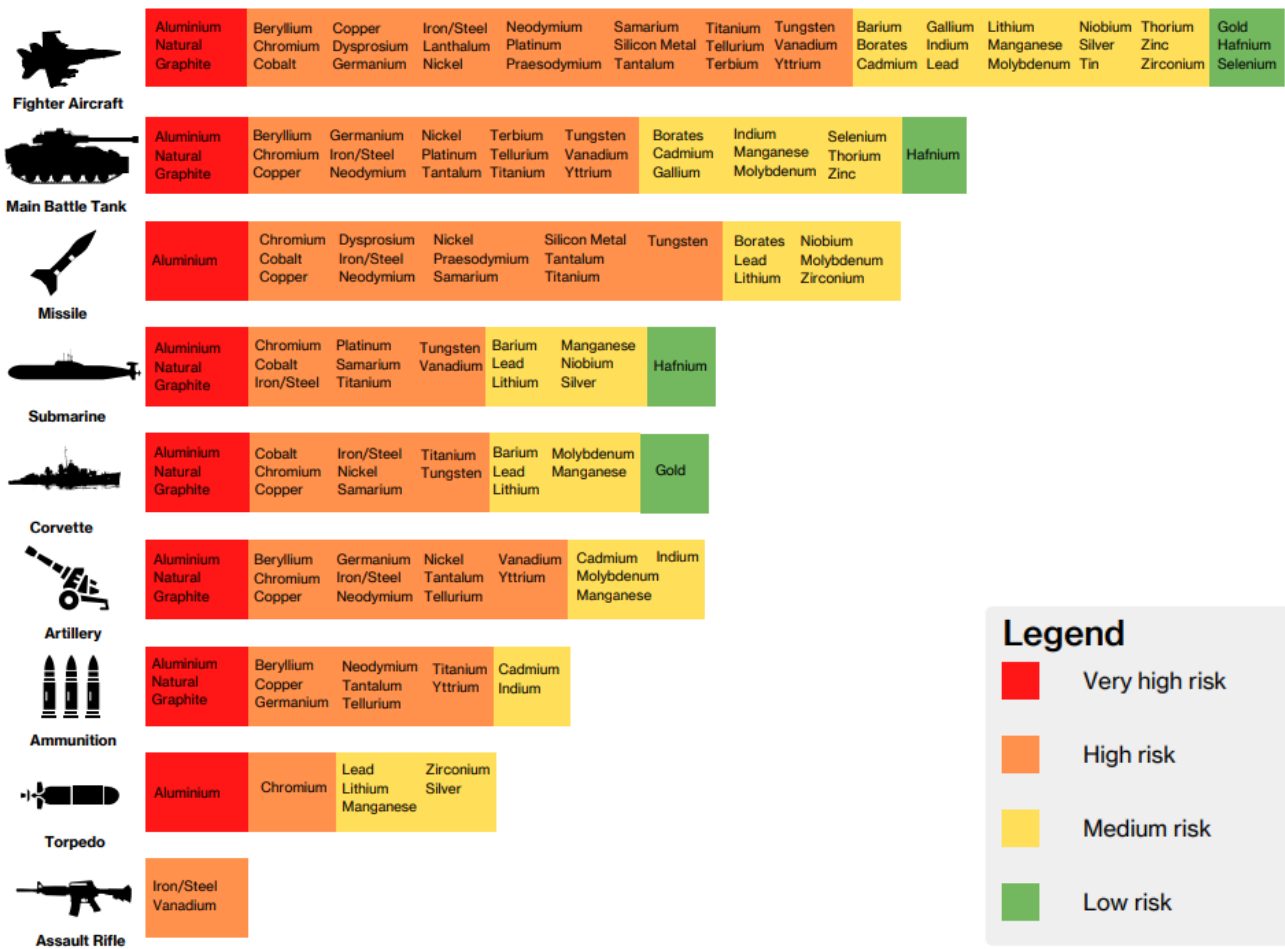 Aluminium Beryllium Copper Iron/Steel Neodymium Samarium Titanium Tungsten Barium Gallium Lithium Niobium Thorium Gold
Natural Chromium Dysprosium Lanthalum Platinum Silicon Metal Tellurium Vanadium Borates Indium Manganese Silver Zinc Hafnium
Graphite Cobalt Germanium Nickel Praesodymium Tantalum Terbium Yttrium Cadmium Lead Molybdenum Tin Zirconium Selenium
Fighter Aircraft
Aluminium Beryllium Germanium Nickel Terbium Tungsten Borates Indium Selenium
Natural Chromium Iron/Steel Platinum Tellurium Vanadium Cadmium Manganese Thorium Hafnium
Graphite Copper Neodymium Tantalum Titanium Yttrium Gallium Molybdenum Zinc
Main Battle Tank
Chromium Dysprosium Nickel Silicon Metal Tungsten Borates Niobium
Aluminium Cobalt Iron/Steel Praesodymium Tantalum Lead Molybdenum
Copper Neodymium Samarium Titanium Lithium Zirconium
Missile
Aluminium Chromium Platinum Tungsten Barium Manganese
Natural Cobalt Samarium Vanadium Lead Niobium Hafnium
Graphite Iron/Steel Titanium Lithium Silver
Submarine
Aluminium Cobalt Iron/Steel Titanium Barium Molybdenum
Natural Chromium Nickel Tungsten Lead Manganese Gold
Graphite Copper Samarium Lithium
Corvette
Aluminium Beryllium Germanium Nickel Vanadium Cadmium Indium
Natural Chromium Iron/Steel Tantalum Yttrium Molybdenum
Graphite Copper Neodymium Tellurium Manganese
Artillery
Aluminium Beryllium Neodymium Titanium Cadmium
Natural Copper Tantalum Yttrium Indium
Graphite Germanium Tellurium
Ammunition
Lead Zirconium
Aluminium Chromium Lithium Silver
Manganese
Torpedo
Iron/Steel
Vanadium
Assault Rifle
Legend
Very high risk
High risk
Medium risk
Low risk